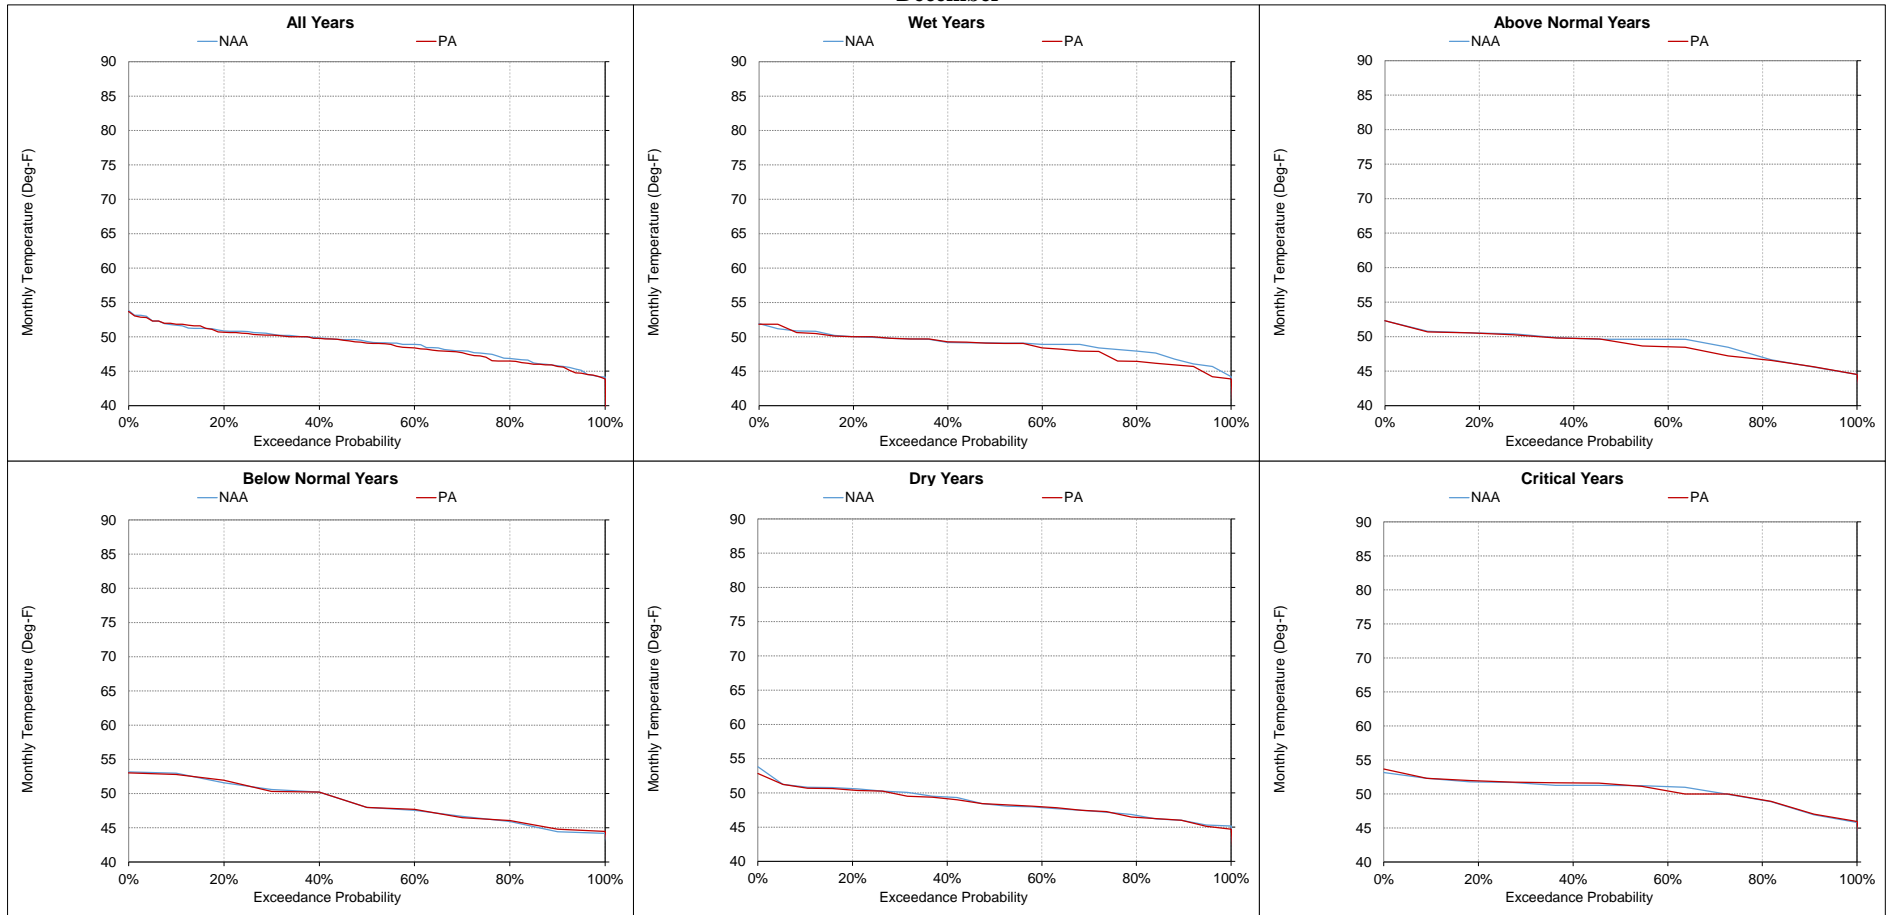 December
All Years
NAA PA
90
85
80
75
70
65
60
55
50
45
40
Monthly Temperature (Deg-F)
0% 20% 40% 60% 80% 100%
Exceedance Probability
Wet Years
NAA PA
90
85
80
75
70
65
60
55
50
45
40
Monthly Temperature (Deg-F)
0% 20% 40% 60% 80% 100%
Exceedance Probability
Above Normal Years
NAA PA
90
85
80
75
70
65
60
55
50
45
40
Monthly Temperature (Deg-F)
0% 20% 40% 60% 80% 100%
Exceedance Probability
Below Normal Years
NAA PA
90
85
80
75
70
65
60
55
50
45
40
Monthly Temperature (Deg-F)
0% 20% 40% 60% 80% 100%
Exceedance Probability
Dry Years
NAA PA
90
85
80
75
70
65
60
55
50
45
40
Monthly Temperature (Deg-F)
0% 20% 40% 60% 80% 100%
Exceedance Probability
Critical Years
NAA PA
90
85
80
75
70
65
60
55
50
45
40
Monthly Temperature (Deg-F)
0% 20% 40% 60% 80% 100%
Exceedance Probability